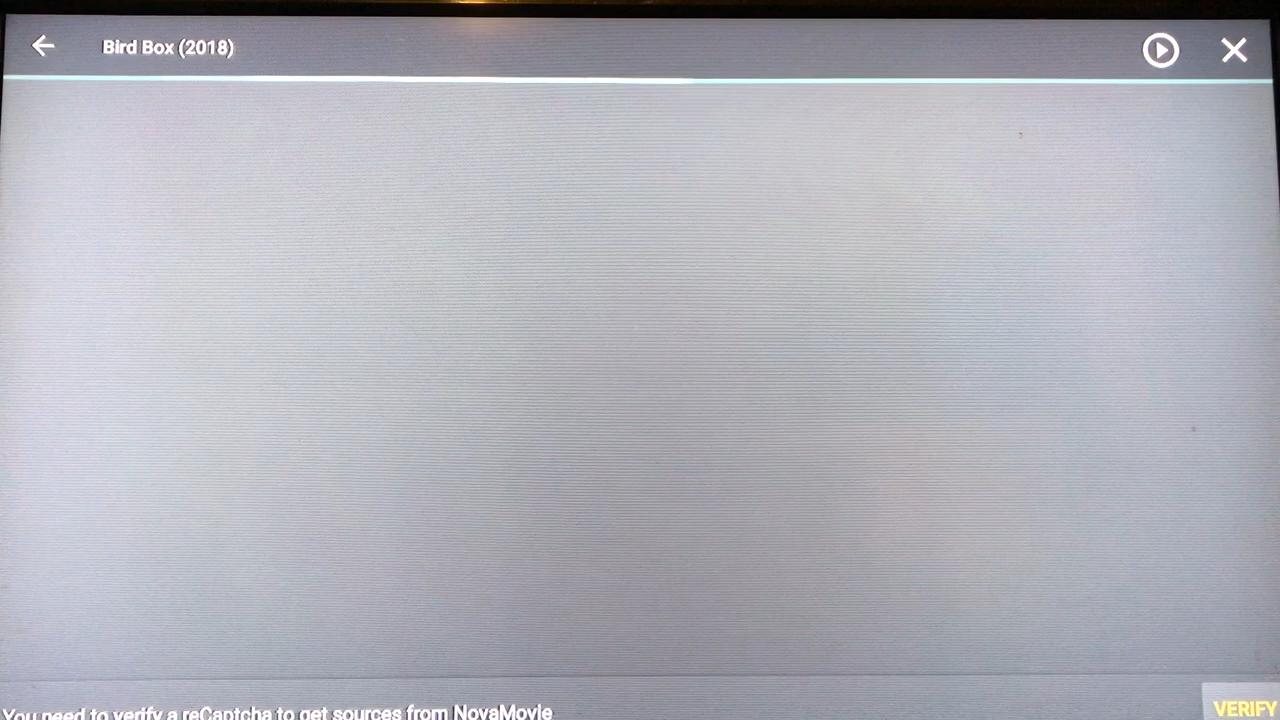 Bird Box (2018)
You need to verify a reCaptcha to get sources from NovaMovie
VERIFY